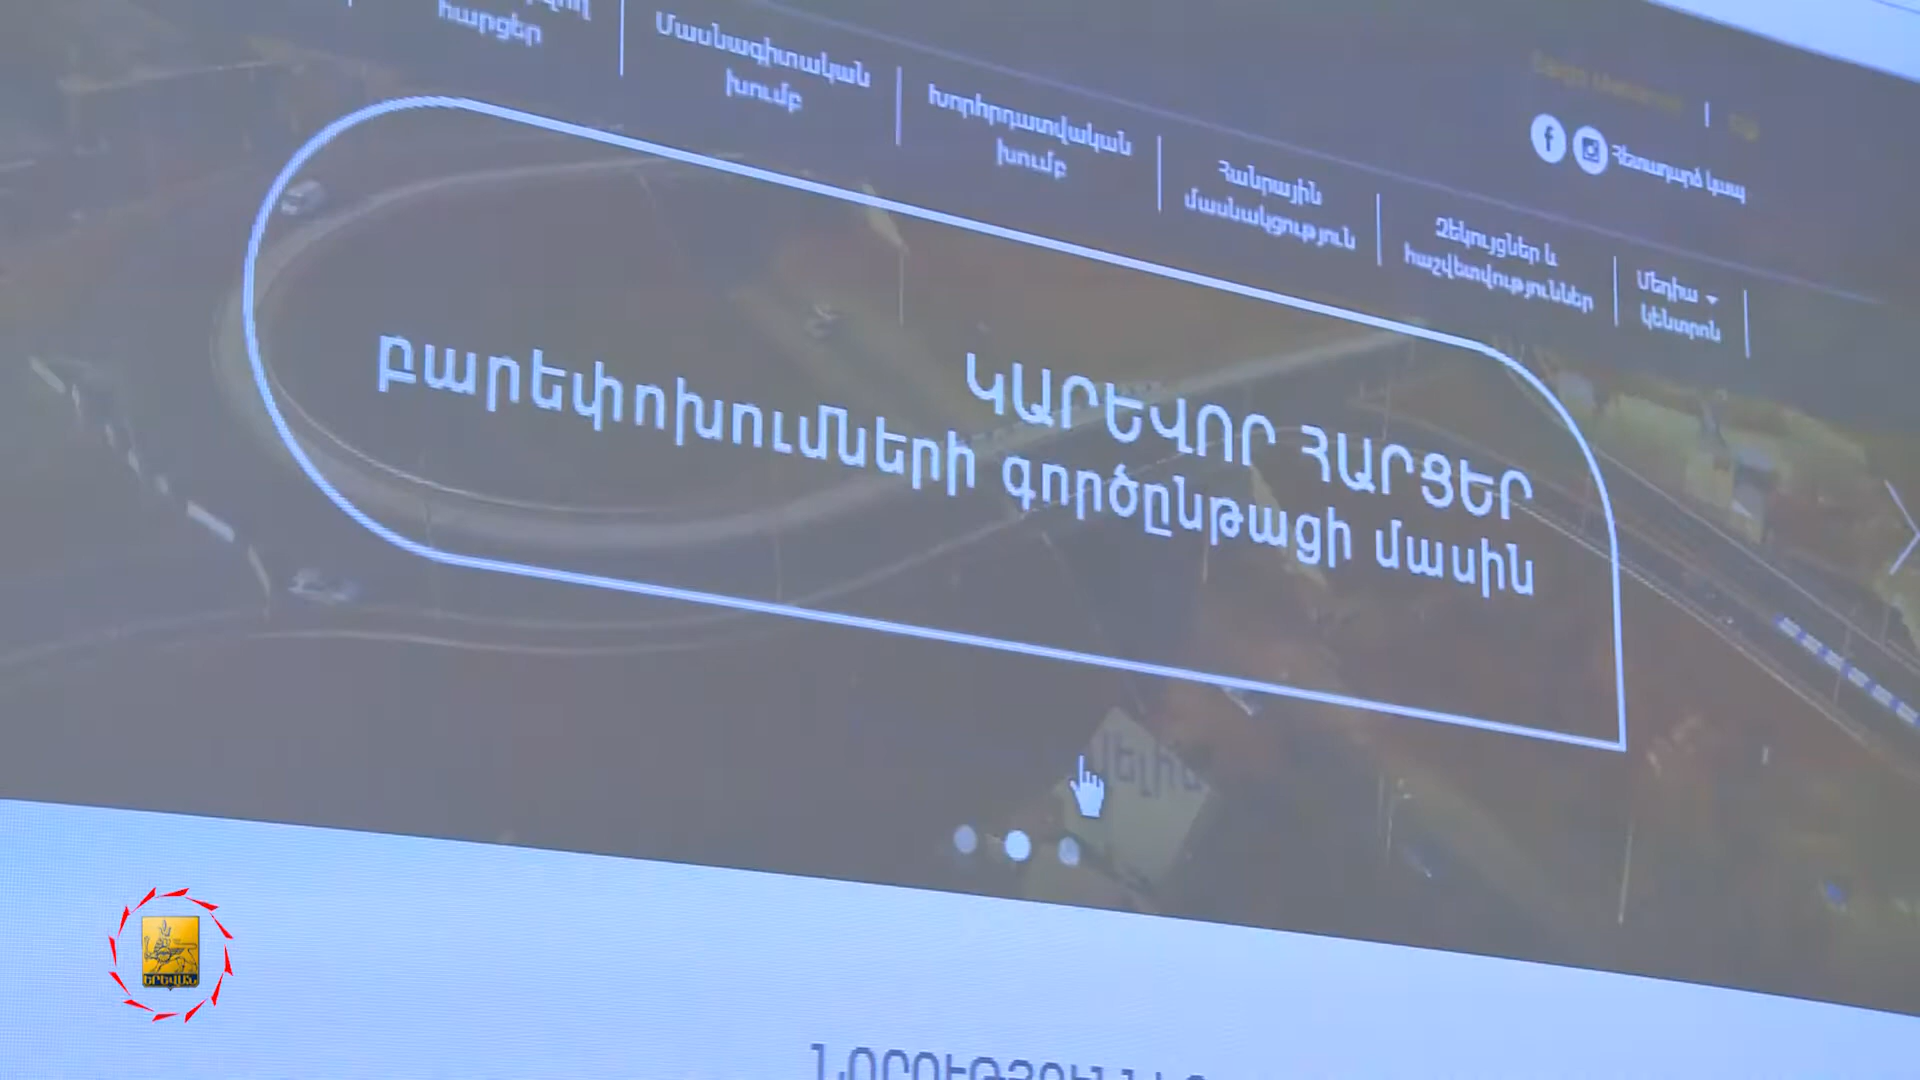 հարցեր
Մասնագիտական
խումբ
Խորհրդատվական
խումբ
Հանրային
մասնակցություն
Զեկույցներ և
հաշվետվություններ
Մեդիա
կենտրոն
Հետադարձ կապ
ԿԱՐԵՎՈՐ ՀԱՐՑԵՐ
բարեփոխումների գործընթացի մասին
ԵՐԵՎԱՆ